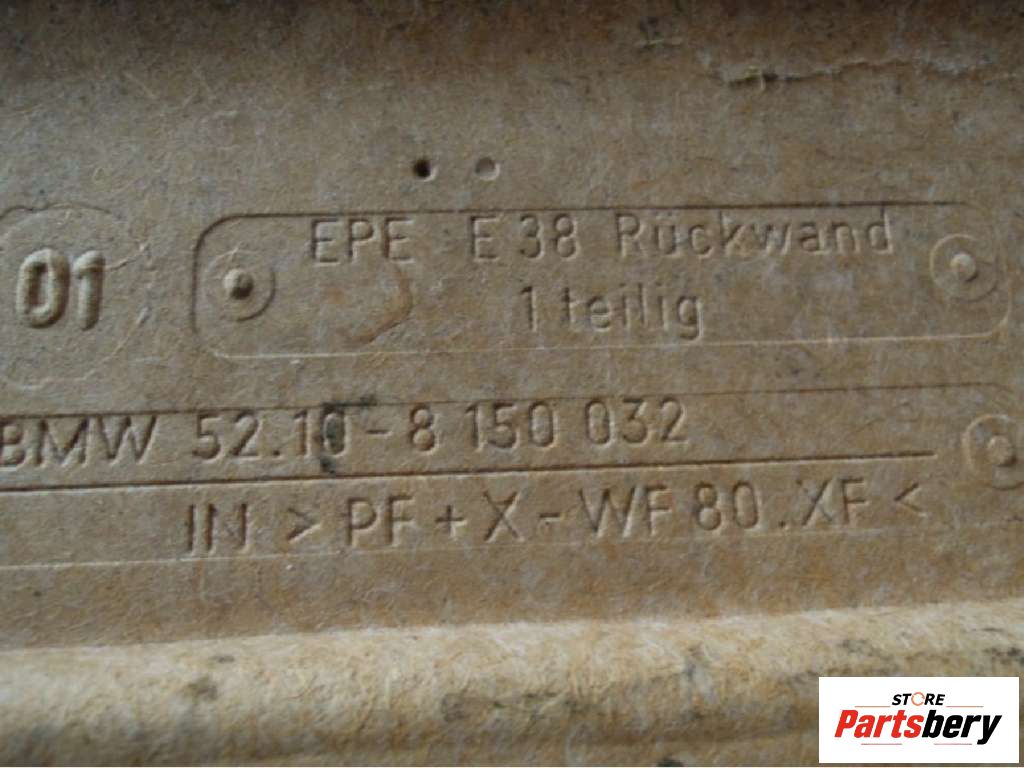 01
EPE E38 Rückwand
1 teilig
BMW 52.10-8 150 032
IN > PF + X - WF 80 .XF <
STORE
Partsbery